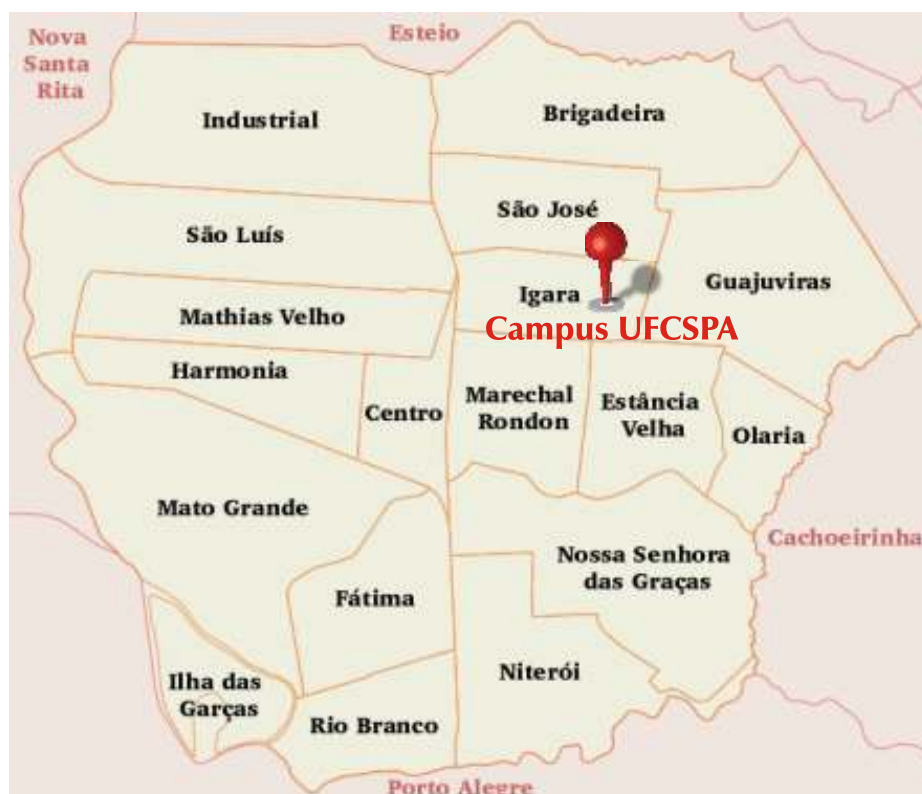 Nova
Santa
Rita
Esteio
Industrial
Brigadeira
São José
São Luís
Guajuviras
Igara
Mathias Velho
Campus UFCSPA
Harmonia
Centro
Marechal
Rondon
Estância
Velha
Olaria
Mato Grande
Cachoeirinha
Nossa Senhora
das Graças
Fátima
Niterói
Ilha das
Garças
Rio Branco
Porto Alegre